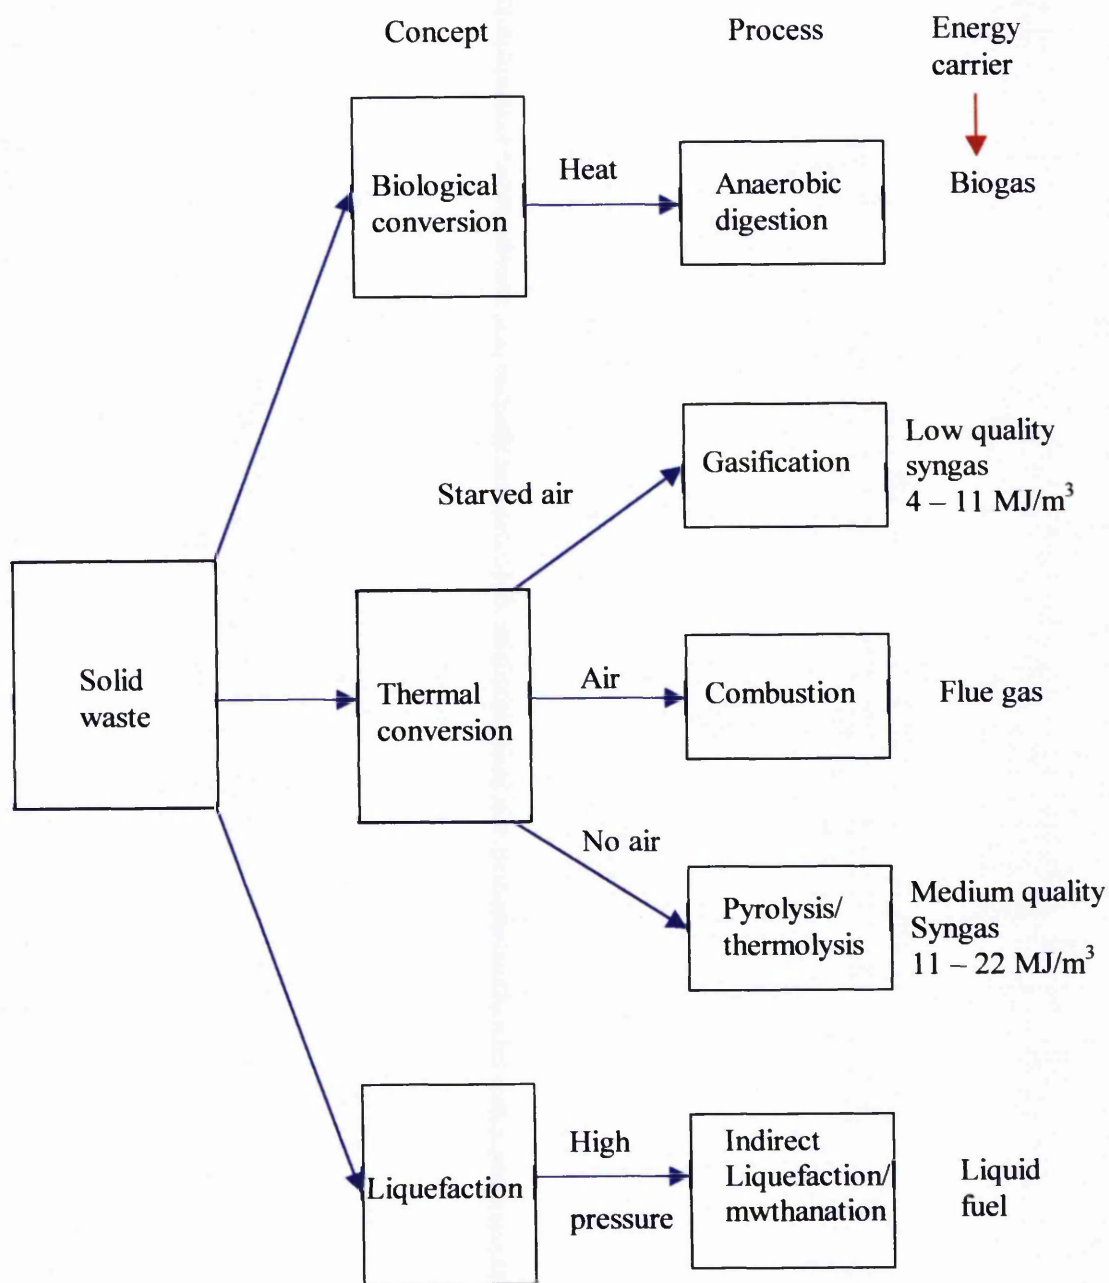 Concept
Process
Energy
carrier
Biological
conversion
Heat
Anaerobic
digestion
Biogas
Starved air
Gasification
Low quality
syngas
4 – 11 MJ/m³
Solid
waste
Thermal
conversion
Air
Combustion
Flue gas
No air
Pyrolysis/
thermolysis
Medium quality
Syngas
11 – 22 MJ/m³
Liquefaction
High
pressure
Indirect
Liquefaction/
mwthanation
Liquid
fuel